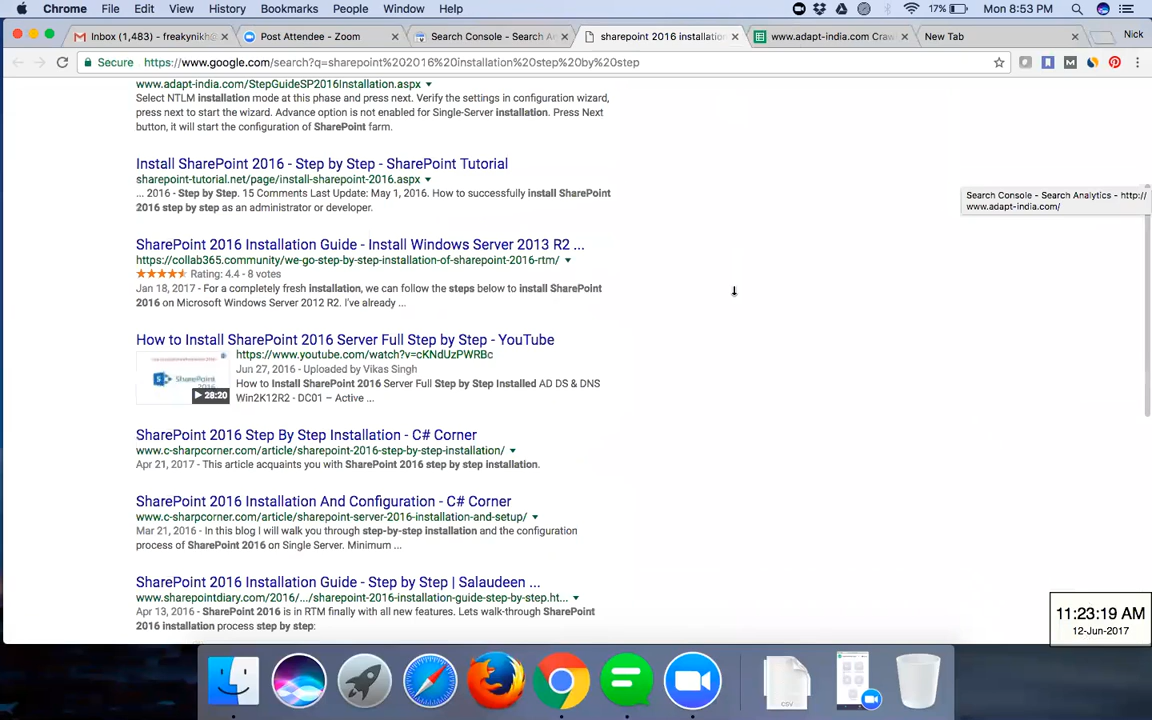 Chrome File Edit View History Bookmarks People Window Help 17% Mon 8:53 PM
Inbox (1,483) - freakynikh
Post Attendee - Zoom
Search Console - Search An
sharepoint 2016 installation
www.adapt-india.com Craw
New Tab
Nick
Secure https://www.google.com/search?q=sharepoint%202016%20installation%20step%20by%20step
www.adapt-india.com/StepGuideSP2016Installation.aspx
Select NTLM installation mode at this phase and press next. Verify the settings in configuration wizard,
press next to start the wizard. Advance option is not enabled for Single-Server installation. Press Next
button, it will start the configuration of SharePoint farm.
Install SharePoint 2016 - Step by Step - SharePoint Tutorial
sharepoint-tutorial.net/page/install-sharepoint-2016.aspx
... 2016 - Step by Step. 15 Comments Last Update: May 1, 2016. How to successfully install SharePoint
2016 step by step as an administrator or developer.
Search Console - Search Analytics - http://
www.adapt-india.com/
SharePoint 2016 Installation Guide - Install Windows Server 2013 R2 ...
https://collab365.community/we-go-step-by-step-installation-of-sharepoint-2016-rtm/
Rating: 4.4 - 8 votes
Jan 18, 2017 - For a completely fresh installation, we can follow the steps below to install SharePoint
2016 on Microsoft Windows Server 2012 R2. I've already ...
How to Install SharePoint 2016 Server Full Step by Step - YouTube
https://www.youtube.com/watch?v=cKNdUzPWRBc
Jun 27, 2016 - Uploaded by Vikas Singh
How to Install SharePoint 2016 Server Full Step by Step Installed AD DS & DNS
Win2K12R2 - DC01 – Active ...
SharePoint
28:20
SharePoint 2016 Step By Step Installation - C# Corner
www.c-sharpcorner.com/article/sharepoint-2016-step-by-step-installation/
Apr 21, 2017 - This article acquaints you with SharePoint 2016 step by step installation.
SharePoint 2016 Installation And Configuration - C# Corner
www.c-sharpcorner.com/article/sharepoint-server-2016-installation-and-setup/
Mar 21, 2016 - In this blog I will walk you through step-by-step installation and the configuration
process of SharePoint 2016 on Single Server. Minimum ...
SharePoint 2016 Installation Guide - Step by Step | Salaudeen ...
www.sharepointdiary.com/2016/.../sharepoint-2016-installation-guide-step-by-step.ht...
Apr 13, 2016 - SharePoint 2016 is in RTM finally with all new features. Lets walk-through SharePoint
2016 installation process step by step:
11:23:19 AM
12-Jun-2017
CSV